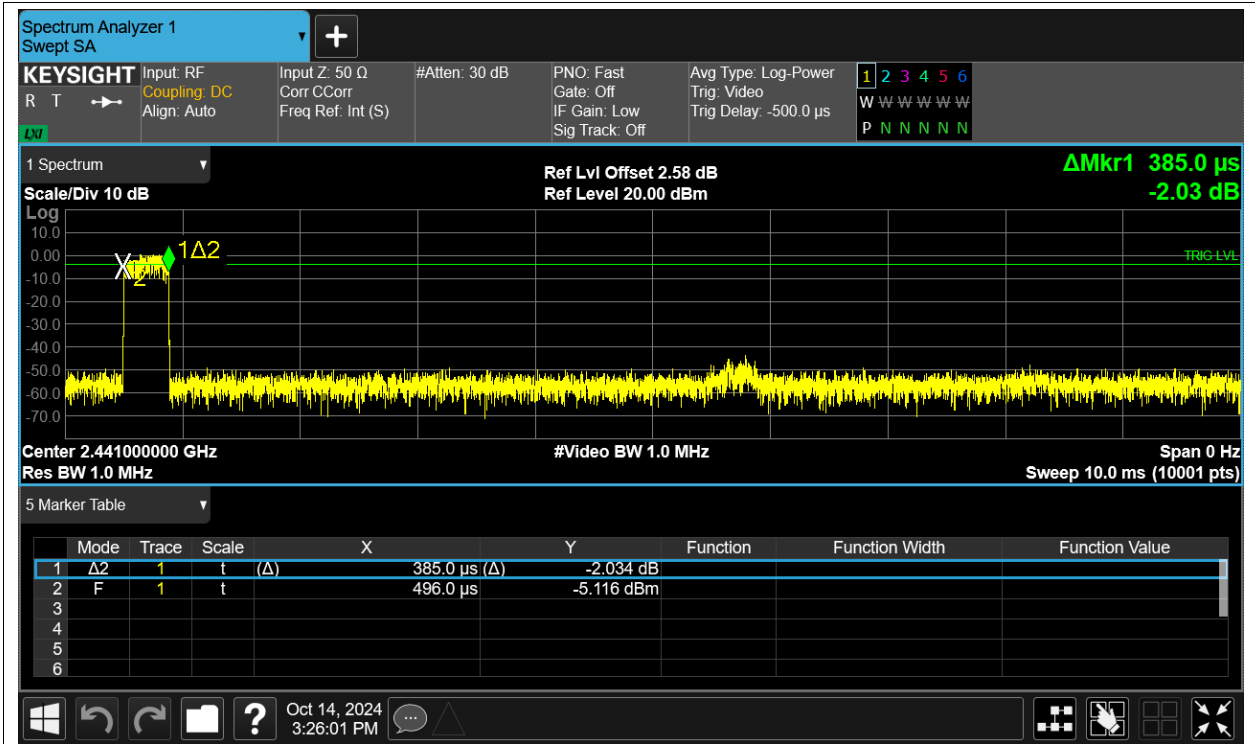 Spectrum Analyzer 1
Swept SA
KEYSIGHT Input: RF Input Z: 50 Ω #Atten: 30 dB PNO: Fast Avg Type: Log-Power 1 2 3 4 5 6
R T Coupling: DC Corr CCorr Gate: Off Trig: Video W W W W W W
Align: Auto Freq Ref: Int (S) IF Gain: Low Trig Delay: -500.0 µs
LXI Sig Track: Off P N N N N N
1 Spectrum Ref Lvl Offset 2.58 dB ΔMkr1 385.0 µs
Scale/Div 10 dB Ref Level 20.00 dBm -2.03 dB
Log
10.0
0.00 1Δ2 TRIG LVL
-10.0 2
-20.0
-30.0
-40.0
-50.0
-60.0
-70.0
Center 2.441000000 GHz #Video BW 1.0 MHz Span 0 Hz
Res BW 1.0 MHz Sweep 10.0 ms (10001 pts)
5 Marker Table
Mode Trace Scale X Y Function Function Width Function Value
1 Δ2 1 t (Δ) 385.0 µs (Δ) -2.034 dB
2 F 1 t 496.0 µs -5.116 dBm
3
4
5
6
? Oct 14, 2024
3:26:01 PM